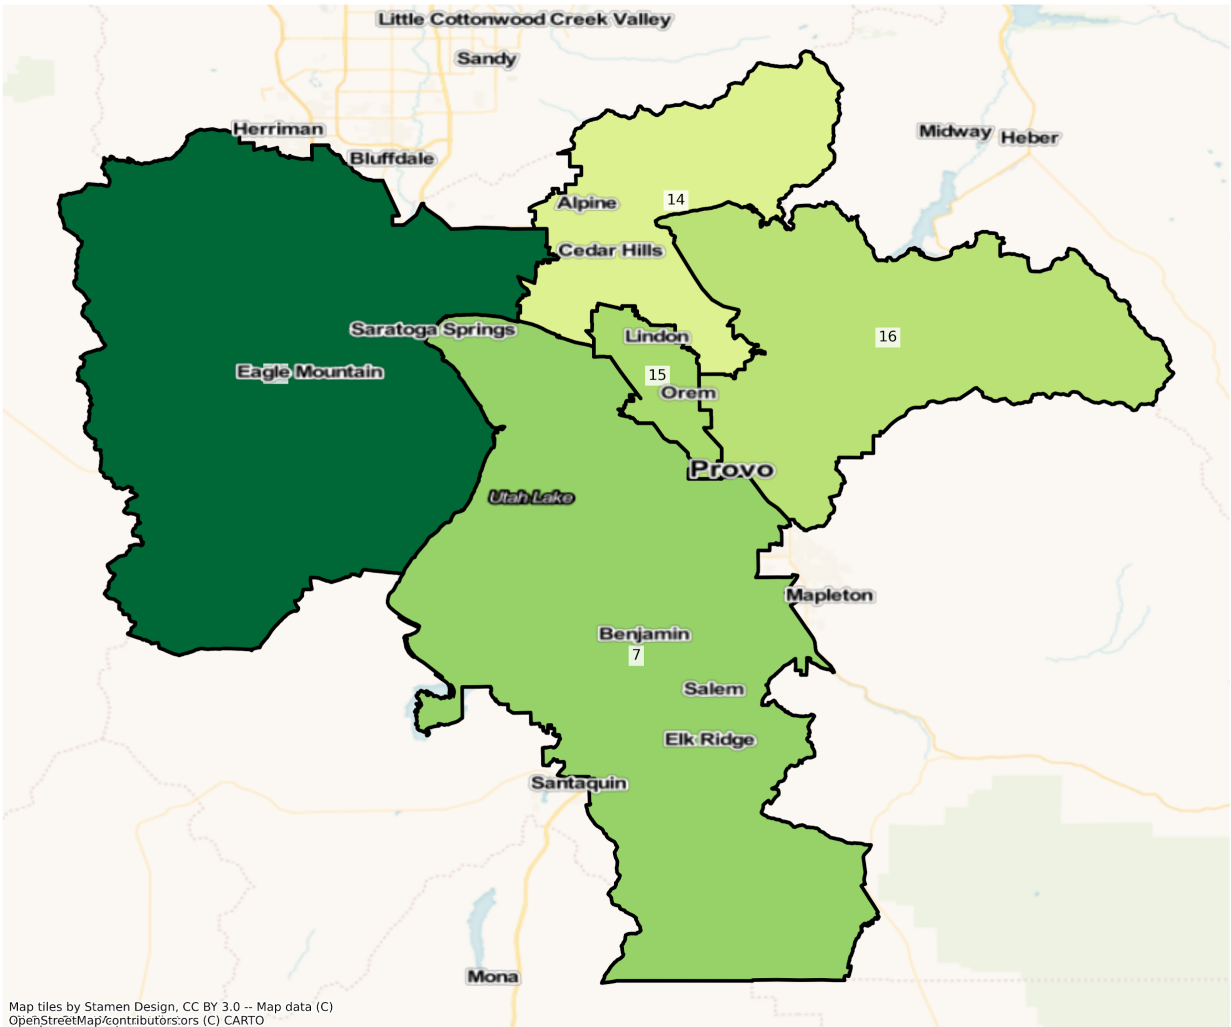 Little Cottonwood Creek Valley
Sandy
Herriman
Midway
Heber
Bluffdale
14
Alpine
Cedar Hills
Saratoga Springs
Lindon
16
Eagle Mountain
15
Orem
Provo
Utah Lake
Mapleton
Benjamin
7
Salem
Elk Ridge
Santaquin
Mona
Map tiles by Stamen Design, CC BY 3.0 -- Map data (C)
OpenStreetMap contributors (C) CARTO